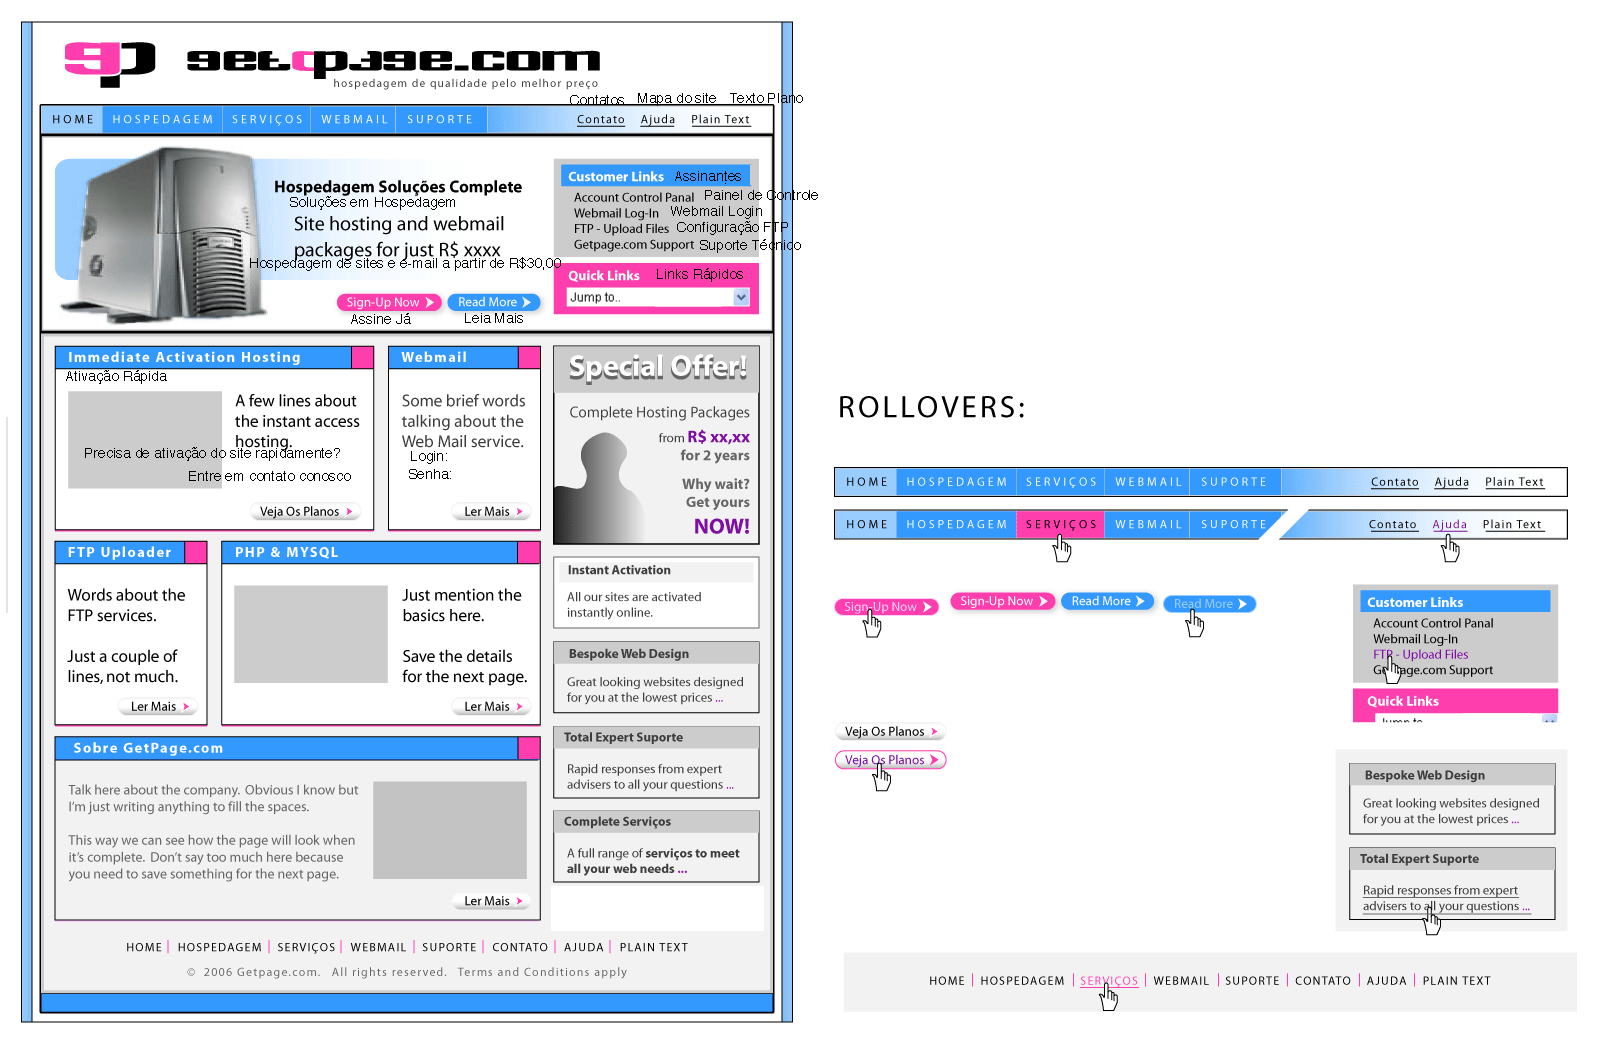 gp getapage.com
hospedagem de qualidade pelo melhor preço
Contatos Mapa do site Texto Plano
HOME HOSPEDAGEM SERVIÇOS WEBMAIL SUPORTE Contato Ajuda Plain Text
Hospedagem Soluções Complete
Soluções em Hospedagem
Site hosting and webmail
packages for just R$ xxxx
Hospedagem de sites e e-mail a partir de R$30,00
Sign-Up Now Read More
Assine Já Leia Mais
Customer Links Assinantes
Account Control Panal Painel de Controle
Webmail Log-In Webmail Login
FTP - Upload Files Configuração FTP
Getpage.com Support Suporte Técnico
Quick Links Links Rápidos
Jump to..
Immediate Activation Hosting
Ativação Rápida
A few lines about
the instant access
hosting.
Precisa de ativação do site rapidamente?
Entre em contato conosco
Veja Os Planos
Webmail
Some brief words
talking about the
Web Mail service.
Login:
Senha:
Ler Mais
Special Offer!
Complete Hosting Packages
from R$ xx,xx
for 2 years
Why wait?
Get yours
NOW!
FTP Uploader
Words about the
FTP services.
Just a couple of
lines, not much.
Ler Mais
PHP & MYSQL
Just mention the
basics here.
Save the details
for the next page.
Ler Mais
Instant Activation
All our sites are activated
instantly online.
Bespoke Web Design
Great looking websites designed
for you at the lowest prices ...
Total Expert Suporte
Rapid responses from expert
advisers to all your questions ...
Complete Serviços
A full range of serviços to meet
all your web needs ...
Sobre GetPage.com
Talk here about the company. Obvious I know but
I'm just writing anything to fill the spaces.
This way we can see how the page will look when
it's complete. Don't say too much here because
you need to save something for the next page.
Ler Mais
HOME HOSPEDAGEM SERVIÇOS WEBMAIL SUPORTE CONTATO AJUDA PLAIN TEXT
© 2006 Getpage.com. All rights reserved. Terms and Conditions apply
ROLLOVERS:
HOME HOSPEDAGEM SERVIÇOS WEBMAIL SUPORTE Contato Ajuda Plain Text
HOME HOSPEDAGEM SERVIÇOS WEBMAIL SUPORTE Contato Ajuda Plain Text
Sign-Up Now Sign-Up Now Read More Read More
Customer Links
Account Control Panal
Webmail Log-In
FTP - Upload Files
Getpage.com Support
Quick Links
Jump to
Veja Os Planos
Veja Os Planos
Bespoke Web Design
Great looking websites designed
for you at the lowest prices ...
Total Expert Suporte
Rapid responses from expert
advisers to all your questions ...
HOME HOSPEDAGEM SERVIÇOS WEBMAIL SUPORTE CONTATO AJUDA PLAIN TEXT